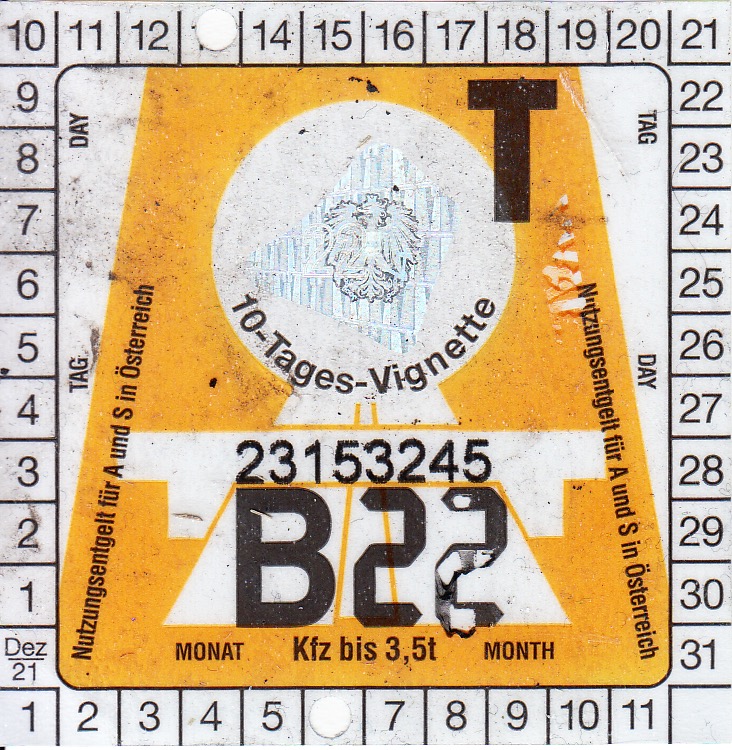 10 11 12 14 15 16 17 18 19 20 21
9
8
7
6
5
4
3
2
1
Dez
21
DAY
TAG
T
TAG
DAY
10-Tages-Vignette
Nutzungsentgelt für A und S in Österreich
Nutzungsentgelt für A und S in Österreich
23153245
B22
MONAT Kfz bis 3,5t MONTH
22
23
24
25
26
27
28
29
30
31
1 2 3 4 5 7 8 9 10 11